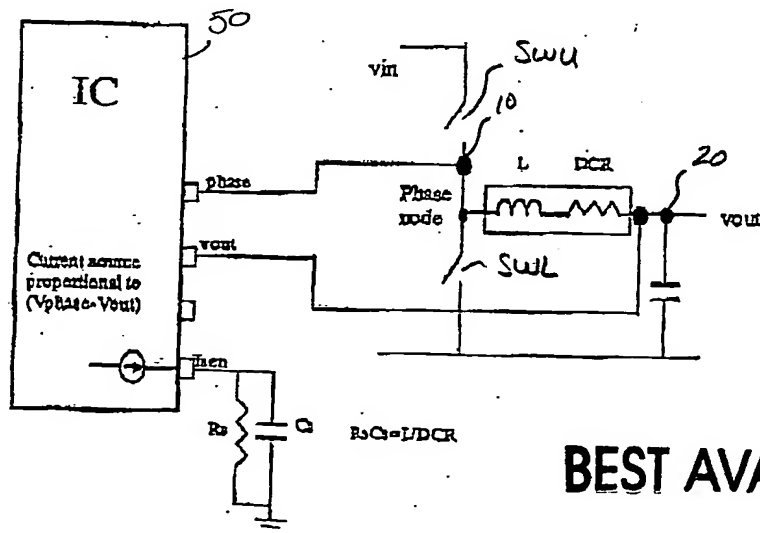 50
IC
vin
SWU
10
L DCR
20
phase
Phase
node
vout
vout
SWL
Current source
proportional to
(Vphase-Vout)
Isen
Rs
Cs
RsCs=L/DCR
BEST AVA